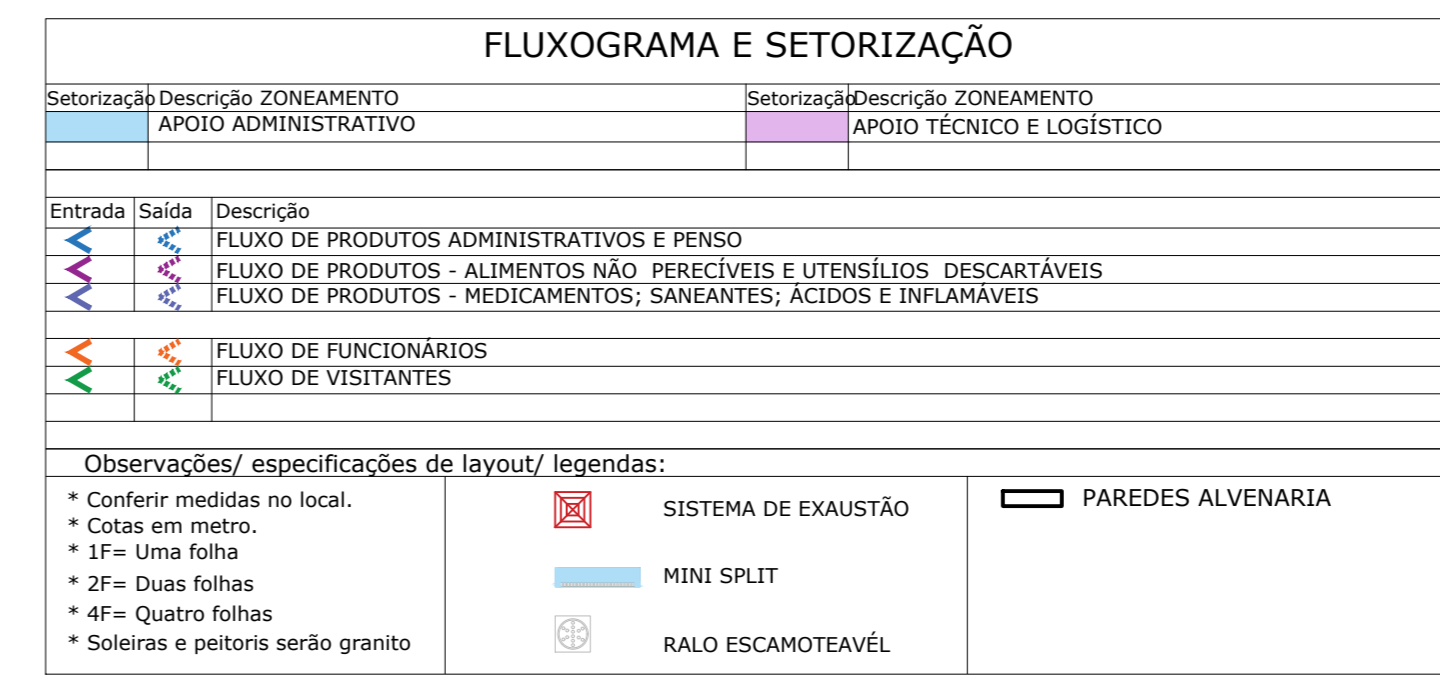 FLUXOGRAMA E SETORIZAÇÃO
Setorização Descrição ZONEAMENTO Setorização Descrição ZONEAMENTO
APOIO ADMINISTRATIVO APOIO TÉCNICO E LOGÍSTICO
Entrada Saída Descrição
FLUXO DE PRODUTOS ADMINISTRATIVOS E PENSO
FLUXO DE PRODUTOS - ALIMENTOS NÃO PERECÍVEIS E UTENSÍLIOS DESCARTÁVEIS
FLUXO DE PRODUTOS - MEDICAMENTOS; SANEANTES; ÁCIDOS E INFLAMÁVEIS
FLUXO DE FUNCIONÁRIOS
FLUXO DE VISITANTES
Observações/ especificações de layout/ legendas:
* Conferir medidas no local.
* Cotas em metro.
* 1F= Uma folha
* 2F= Duas folhas
* 4F= Quatro folhas
* Soleiras e peitoris serão granito
SISTEMA DE EXAUSTÃO
MINI SPLIT
RALO ESCAMOTEAVÉL
PAREDES ALVENARIA